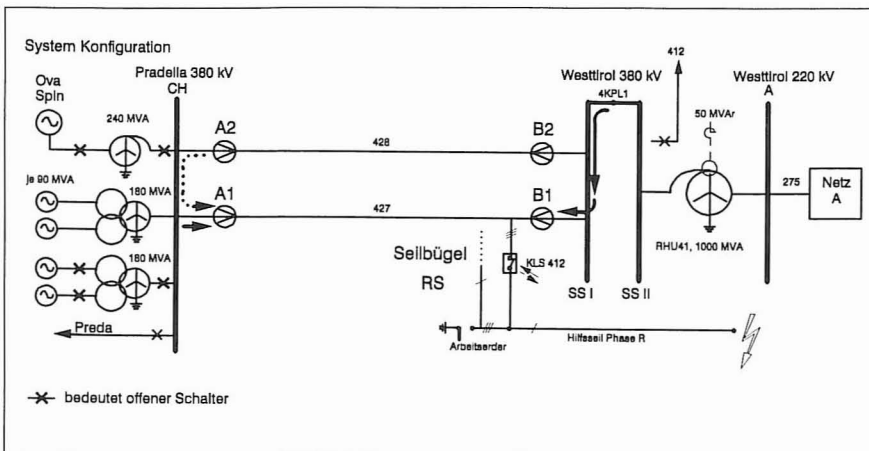 System Konfiguration
Ova
Spin
240 MVA
Pradella 380 kV
CH
A2
428
B2
Westtirol 380 kV
4KPL1
412
Westtirol 220 kV
A
50 MVAr
je 90 MVA
180 MVA
A1
427
B1
275
Netz
A
Seilbügel
RS
KLS 412
RHU41, 1000 MVA
180 MVA
SS I
SS II
Preda
Arbeitserder
Hilfsseil Phase R
bedeutet offener Schalter